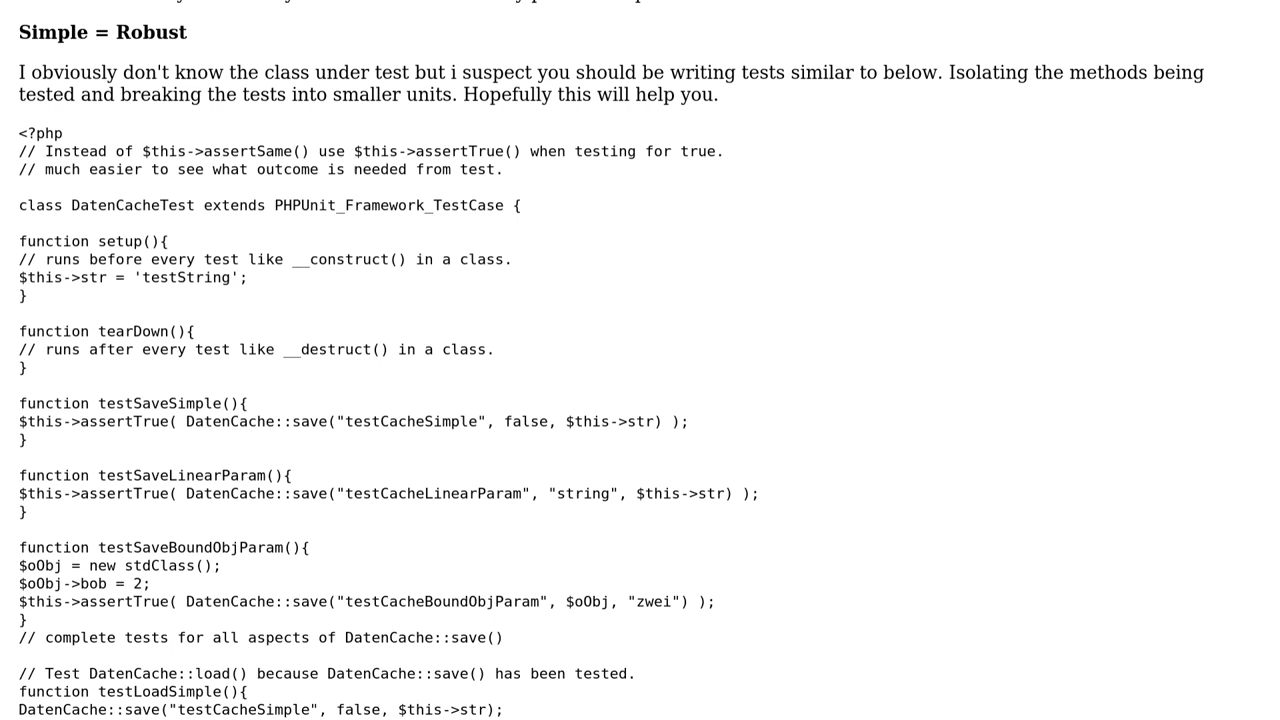 Simple = Robust
I obviously don't know the class under test but i suspect you should be writing tests similar to below. Isolating the methods being
tested and breaking the tests into smaller units. Hopefully this will help you.
<?php
// Instead of $this->assertSame() use $this->assertTrue() when testing for true.
// much easier to see what outcome is needed from test.
class DatenCacheTest extends PHPUnit_Framework_TestCase {
function setup(){
// runs before every test like __construct() in a class.
$this->str = 'testString';
}
function tearDown(){
// runs after every test like __destruct() in a class.
}
function testSaveSimple(){
$this->assertTrue( DatenCache::save("testCacheSimple", false, $this->str) );
}
function testSaveLinearParam(){
$this->assertTrue( DatenCache::save("testCacheLinearParam", "string", $this->str) );
}
function testSaveBoundObjParam(){
$oObj = new stdClass();
$oObj->bob = 2;
$this->assertTrue( DatenCache::save("testCacheBoundObjParam", $oObj, "zwei") );
}
// complete tests for all aspects of DatenCache::save()
// Test DatenCache::load() because DatenCache::save() has been tested.
function testLoadSimple(){
DatenCache::save("testCacheSimple", false, $this->str);